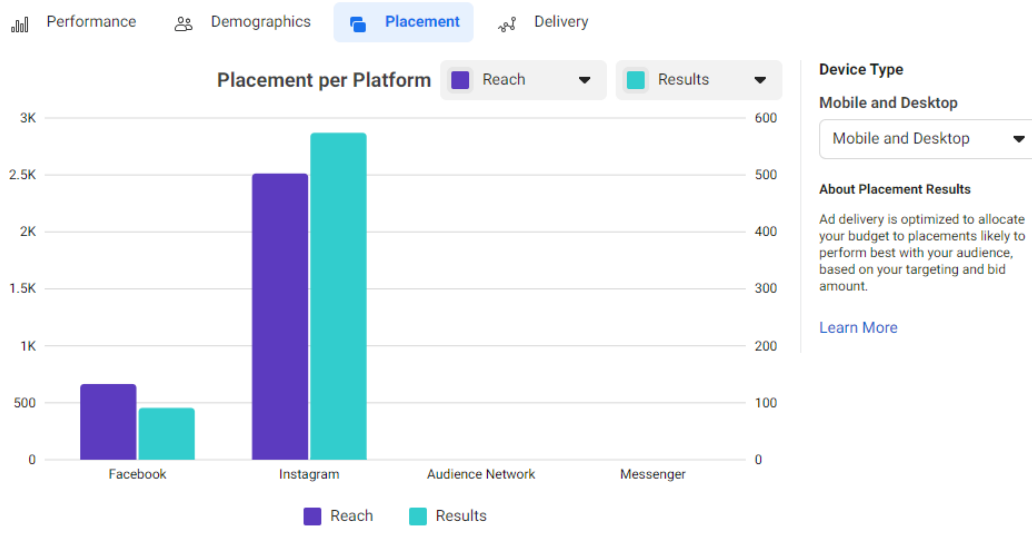 Performance
Demographics
Placement
Delivery
Placement per Platform
Reach
Results
Device Type
Mobile and Desktop
Mobile and Desktop
About Placement Results
Ad delivery is optimized to allocate
your budget to placements likely to
perform best with your audience,
based on your targeting and bid
amount.
Learn More
3K
2.5K
2K
1.5K
1K
500
0
600
500
400
300
200
100
0
Facebook
Instagram
Audience Network
Messenger
Reach
Results